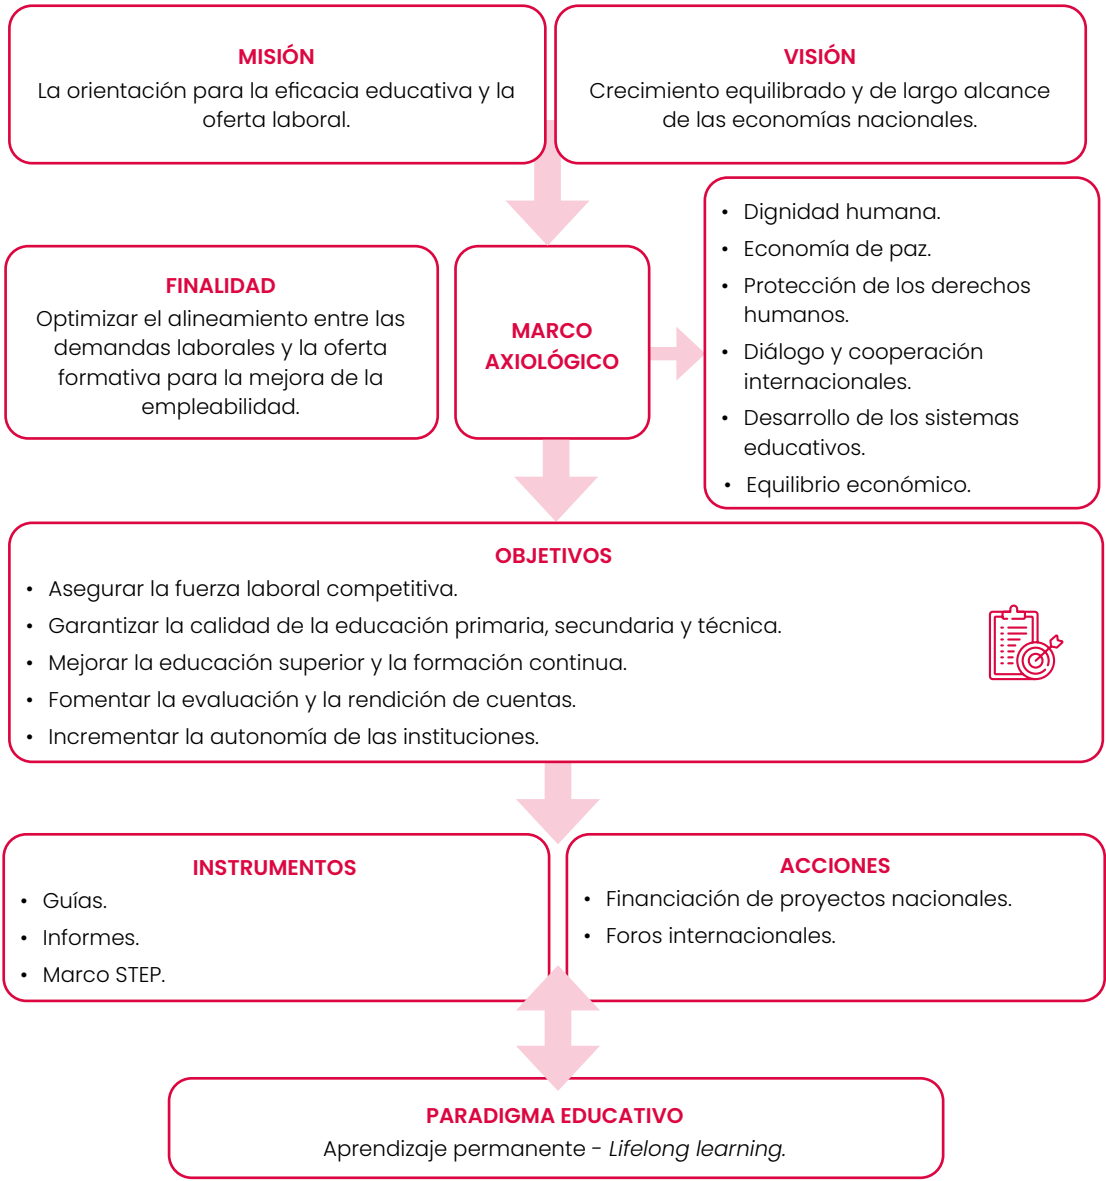 MISIÓN
La orientación para la eficacia educativa y la
oferta laboral.
VISIÓN
Crecimiento equilibrado y de largo alcance
de las economías nacionales.
FINALIDAD
Optimizar el alineamiento entre las
demandas laborales y la oferta
formativa para la mejora de la
empleabilidad.
MARCO
AXIOLÓGICO
• Dignidad humana.
• Economía de paz.
• Protección de los derechos
humanos.
• Diálogo y cooperación
internacionales.
• Desarrollo de los sistemas
educativos.
• Equilibrio económico.
OBJETIVOS
• Asegurar la fuerza laboral competitiva.
• Garantizar la calidad de la educación primaria, secundaria y técnica.
• Mejorar la educación superior y la formación continua.
• Fomentar la evaluación y la rendición de cuentas.
• Incrementar la autonomía de las instituciones.
INSTRUMENTOS
• Guías.
• Informes.
• Marco STEP.
ACCIONES
• Financiación de proyectos nacionales.
• Foros internacionales.
PARADIGMA EDUCATIVO
Aprendizaje permanente - Lifelong learning.